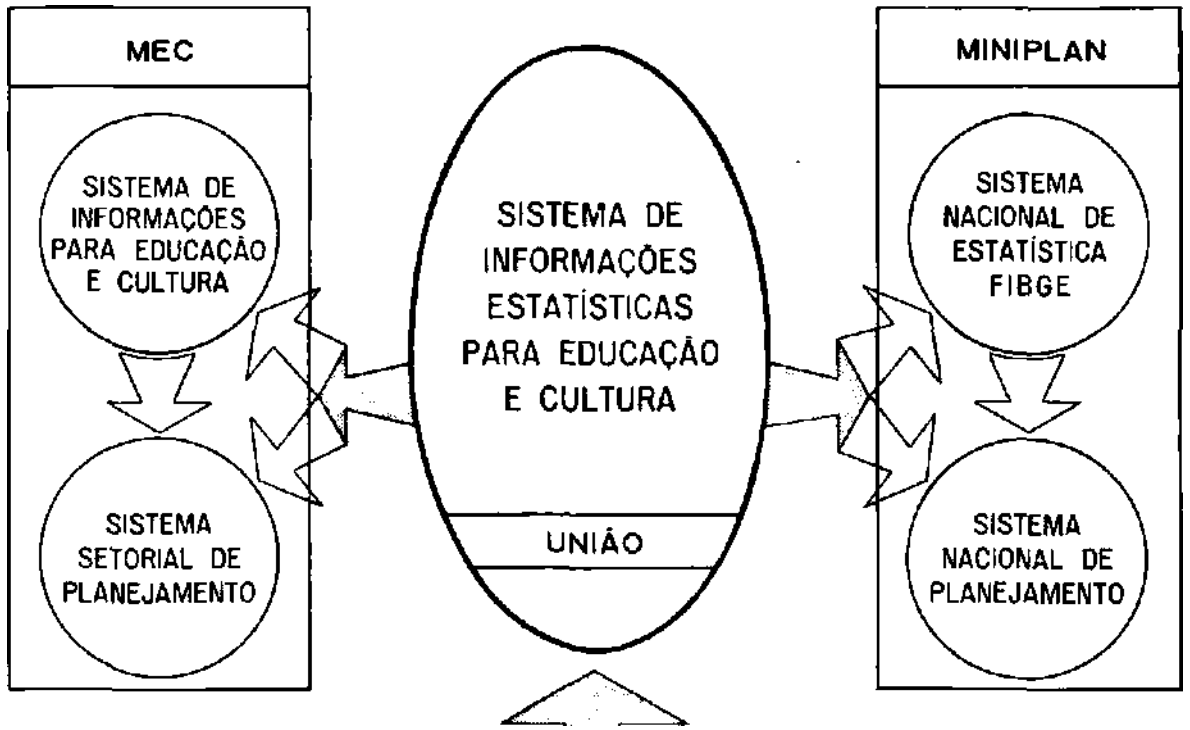 MEC
SISTEMA DE
INFORMAÇÕES
PARA EDUCAÇÃO
E CULTURA
SISTEMA
SETORIAL DE
PLANEJAMENTO
SISTEMA DE
INFORMAÇÕES
ESTATÍSTICAS
PARA EDUCAÇÃO
E CULTURA
UNIÃO
MINIPLAN
SISTEMA
NACIONAL DE
ESTATÍSTICA
FIBGE
SISTEMA
NACIONAL DE
PLANEJAMENTO